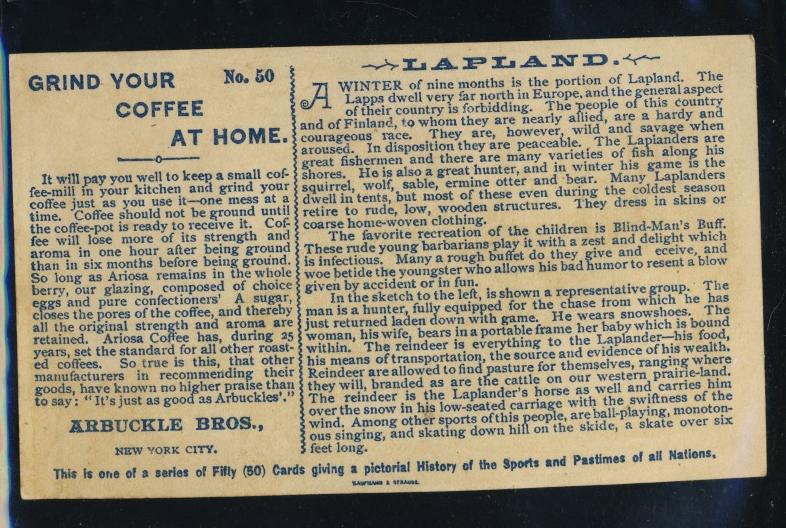 GRIND YOUR No. 50
COFFEE
AT HOME.
It will pay you well to keep a small cof-
fee-mill in your kitchen and grind your
coffee just as you use it—one mess at a
time. Coffee should not be ground until
the coffee-pot is ready to receive it. Cof-
fee will lose more of its strength and
aroma in one hour after being ground
than in six months before being ground.
So long as Ariosa remains in the whole
berry, our glazing, composed of choice
eggs and pure confectioners' A sugar,
closes the pores of the coffee, and thereby
all the original strength and aroma are
retained. Ariosa Coffee has, during 25
years, set the standard for all other roast-
ed coffees. So true is this, that other
manufacturers in recommending their
goods, have known no higher praise than
to say: "It's just as good as Arbuckles'."
ARBUCKLE BROS.,
NEW YORK CITY.
LAPLAND.
A WINTER of nine months is the portion of Lapland. The
Lapps dwell very far north in Europe, and the general aspect
of their country is forbidding. The people of this country
and of Finland, to whom they are nearly allied, are a hardy and
courageous race. They are, however, wild and savage when
aroused. In disposition they are peaceable. The Laplanders are
great fishermen and there are many varieties of fish along his
shores. He is also a great hunter, and in winter his game is the
squirrel, wolf, sable, ermine otter and bear. Many Laplanders
dwell in tents, but most of these even during the coldest season
retire to rude, low, wooden structures. They dress in skins or
coarse home-woven clothing.
The favorite recreation of the children is Blind-Man's Buff.
These rude young barbarians play it with a zest and delight which
is infectious. Many a rough buffet do they give and eceive, and
woe betide the youngster who allows his bad humor to resent a blow
given by accident or in fun.
In the sketch to the left, is shown a representative group. The
man is a hunter, fully equipped for the chase from which he has
just returned laden down with game. He wears snowshoes. The
woman, his wife, bears in a portable frame her baby which is bound
within. The reindeer is everything to the Laplander—his food,
his means of transportation, the source and evidence of his wealth.
Reindeer are allowed to find pasture for themselves, ranging where
they will, branded as are the cattle on our western prairie-land.
The reindeer is the Laplander's horse as well and carries him
over the snow in his low-seated carriage with the swiftness of the
wind. Among other sports of this people, are ball-playing, monoton-
ous singing, and skating down hill on the skide, a skate over six
feet long.
This is one of a series of Fifty (50) Cards giving a pictorial History of the Sports and Pastimes of all Nations.
KAUFMANN & STRAUSS.